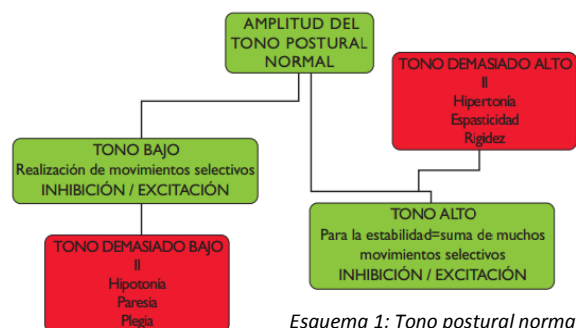 AMPLITUD DEL
TONO POSTURAL
NORMAL
TONO DEMASIADO ALTO
II
Hipertonía
Espasticidad
Rigidez
TONO BAJO
Realización de movimientos selectivos
INHIBICIÓN / EXCITACIÓN
TONO ALTO
Para la estabilidad=suma de muchos
movimientos selectivos
INHIBICIÓN / EXCITACIÓN
TONO DEMASIADO BAJO
II
Hipotonía
Paresia
Plegia
Esquema 1: Tono postural norma